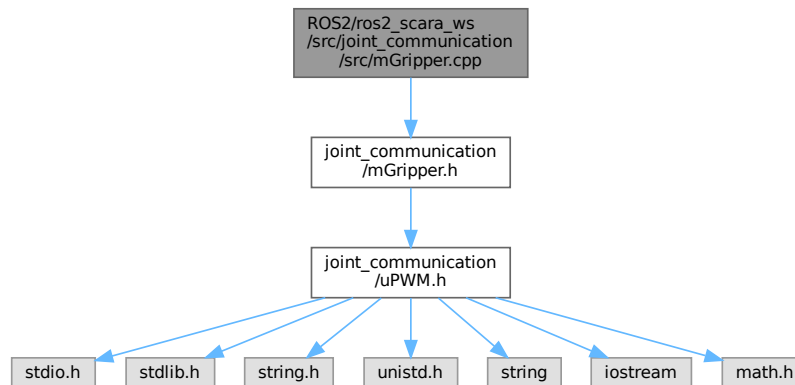 ROS2/ros2_scara_ws
/src/joint_communication
/src/mGripper.cpp
joint_communication
/mGripper.h
joint_communication
/uPWM.h
stdio.h
stdlib.h
string.h
unistd.h
string
iostream
math.h